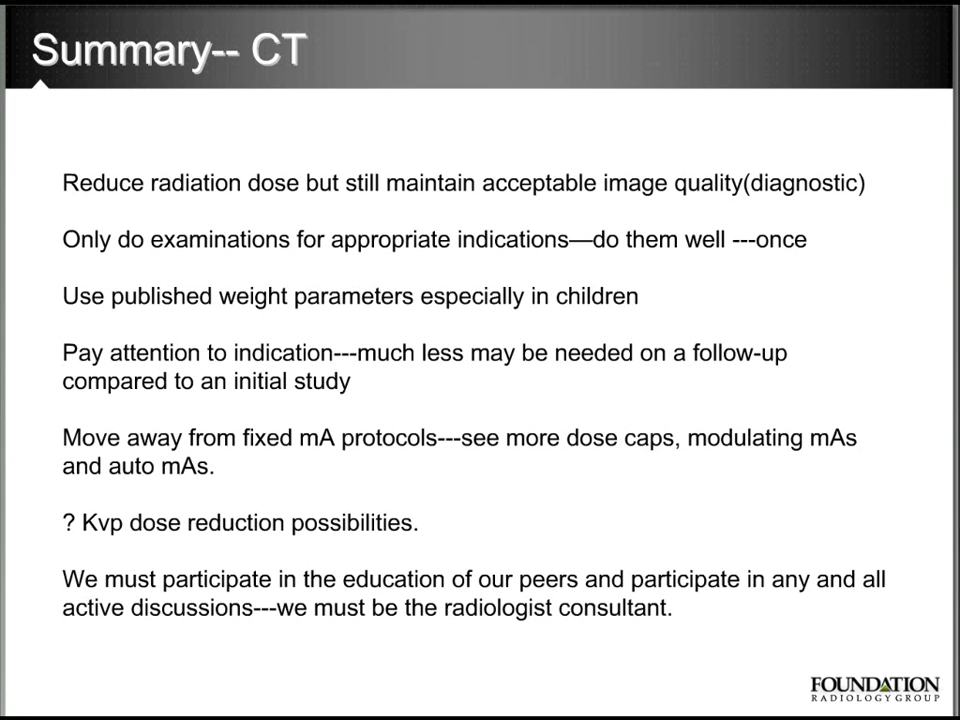 Summary-- CT
Reduce radiation dose but still maintain acceptable image quality(diagnostic)
Only do examinations for appropriate indications—do them well ---once
Use published weight parameters especially in children
Pay attention to indication---much less may be needed on a follow-up
compared to an initial study
Move away from fixed mA protocols---see more dose caps, modulating mAs
and auto mAs.
? Kvp dose reduction possibilities.
We must participate in the education of our peers and participate in any and all
active discussions---we must be the radiologist consultant.
FOUNDATION
RADIOLOGY GROUP